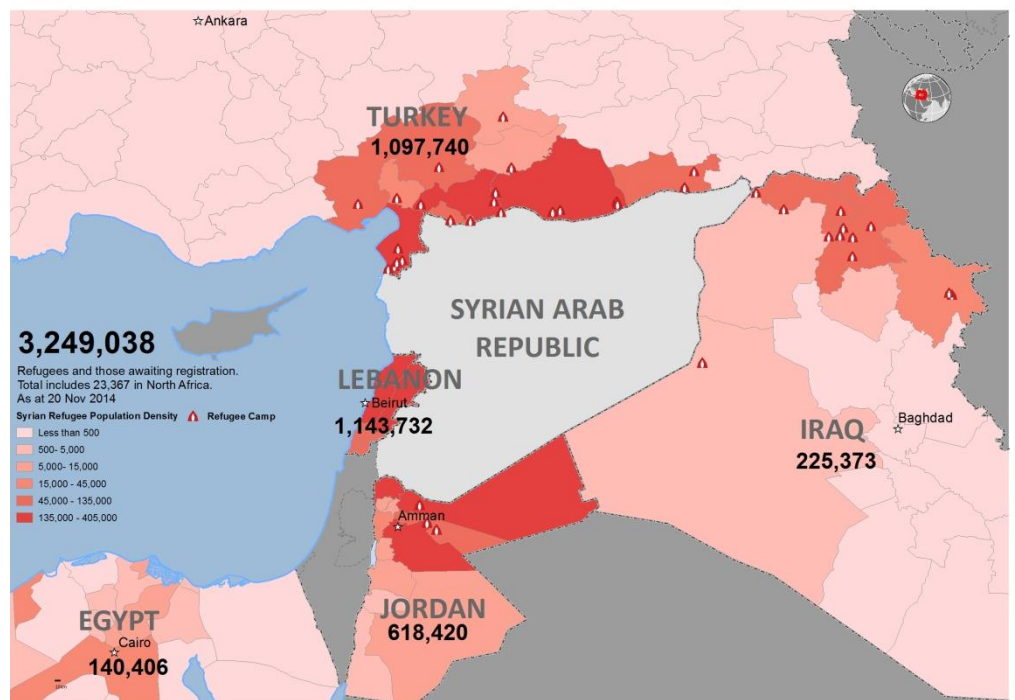 Ankara
TURKEY
1,097,740
SYRIAN ARAB
REPUBLIC
3,249,038
Refugees and those awaiting registration.
Total includes 23,367 in North Africa.
As at 20 Nov 2014
Syrian Refugee Population Density
Refugee Camp
Less than 500
500- 5,000
5,000- 15,000
15,000 - 45,000
45,000 - 135,000
135,000 - 405,000
LEBANON
Beirut
1,143,732
Baghdad
IRAQ
225,373
Amman
JORDAN
618,420
EGYPT
Cairo
140,406